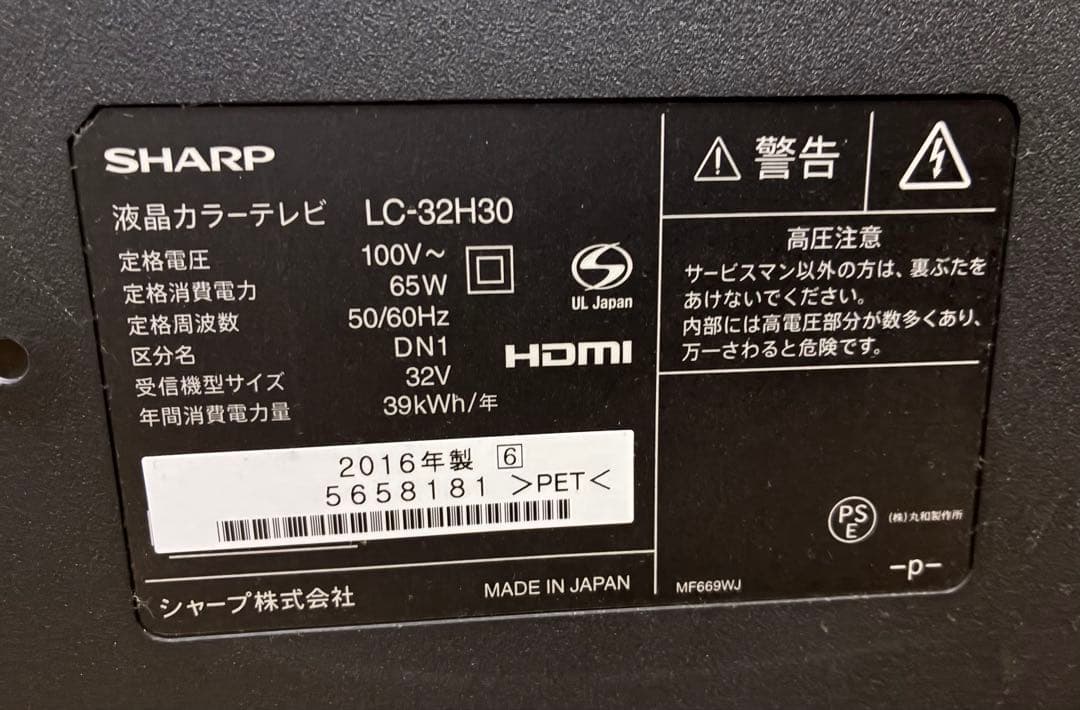 SHARP
液晶カラーテレビ LC-32H30
定格電圧 100V～
定格消費電力 65W
定格周波数 50/60Hz
区分名 DN1
受信機型サイズ 32V
年間消費電力量 39kWh/年
UL Japan
HDMI
2016年製 6
5658181 >PET<
シャープ株式会社 MADE IN JAPAN
警告
高圧注意
サービスマン以外の方は、裏ぶたを
あけないでください。
内部には高電圧部分が数多くあり、
万一さわると危険です。
PSE (株)丸和製作所
-p-
MF669WJ